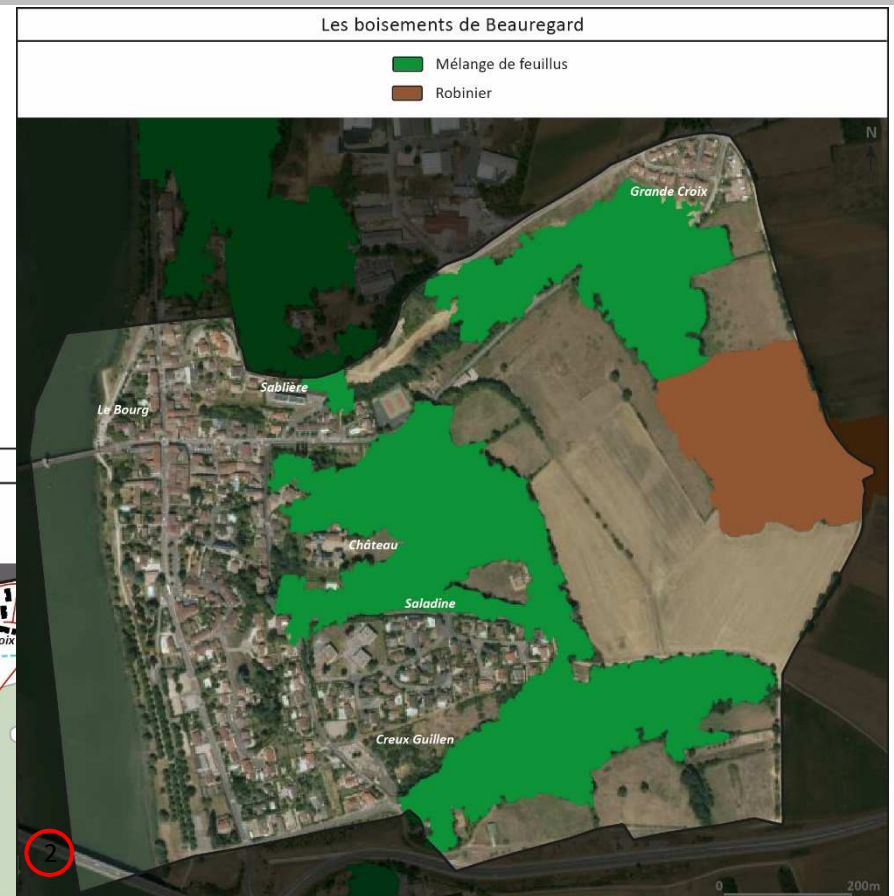 Les boisements de Beauregard
Mélange de feuillus
Robinier
N
Grande Croix
Sablière
Le Bourg
Château
Saladine
Creux Guillen
oix
2
0 200m